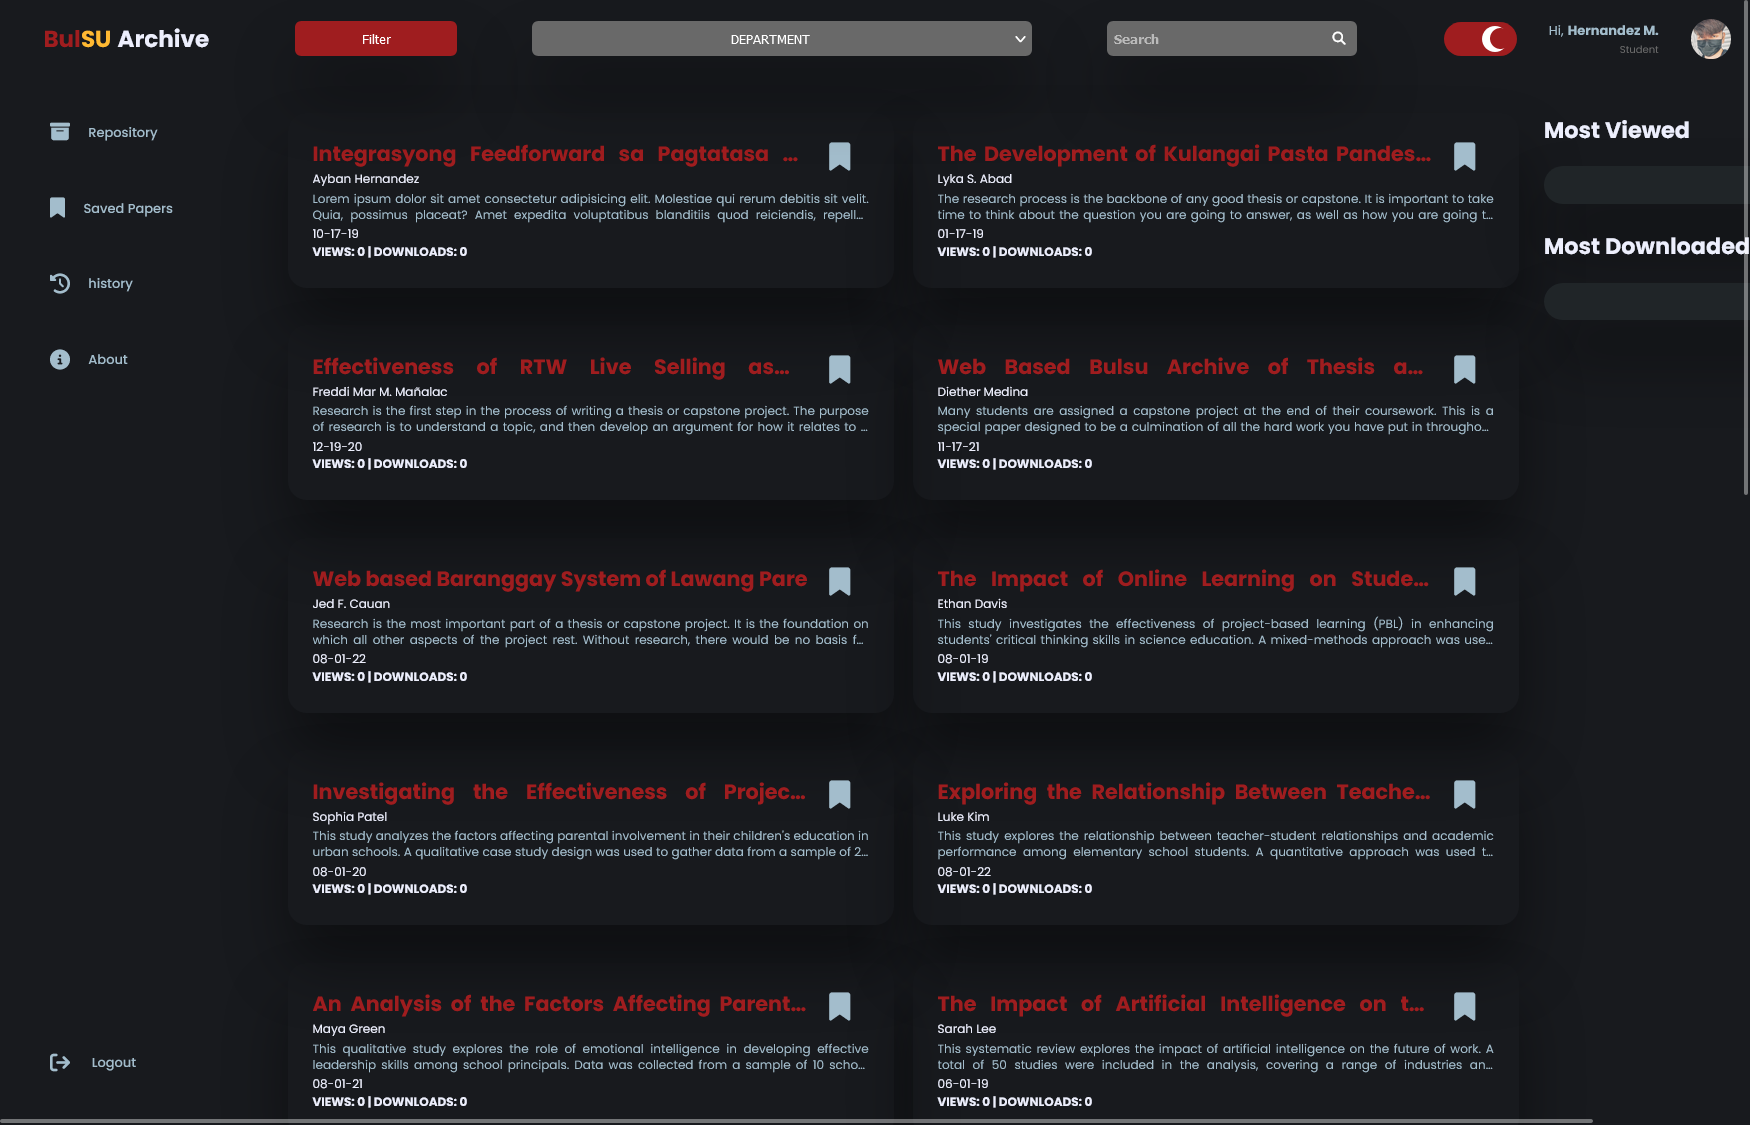 BulSU Archive
Filter
DEPARTMENT
Search
Hi, Hernandez M.
Student
Repository
Saved Papers
history
About
Logout
Integrasyong Feedforward sa Pagtatasa ...
Ayban Hernandez
Lorem ipsum dolor sit amet consectetur adipisicing elit. Molestiae qui rerum debitis sit velit.
Quia, possimus placeat? Amet expedita voluptatibus blanditiis quod reiciendis, repell...
10-17-19
VIEWS: 0 | DOWNLOADS: 0
The Development of Kulangai Pasta Pandes...
Lyka S. Abad
The research process is the backbone of any good thesis or capstone. It is important to take
time to think about the question you are going to answer, as well as how you are going t...
01-17-19
VIEWS: 0 | DOWNLOADS: 0
Effectiveness of RTW Live Selling as...
Freddi Mar M. Mañalac
Research is the first step in the process of writing a thesis or capstone project. The purpose
of research is to understand a topic, and then develop an argument for how it relates to ...
12-19-20
VIEWS: 0 | DOWNLOADS: 0
Web Based Bulsu Archive of Thesis a...
Diether Medina
Many students are assigned a capstone project at the end of their coursework. This is a
special paper designed to be a culmination of all the hard work you have put in througho...
11-17-21
VIEWS: 0 | DOWNLOADS: 0
Web based Baranggay System of Lawang Pare
Jed F. Cauan
Research is the most important part of a thesis or capstone project. It is the foundation on
which all other aspects of the project rest. Without research, there would be no basis f...
08-01-22
VIEWS: 0 | DOWNLOADS: 0
The Impact of Online Learning on Stude...
Ethan Davis
This study investigates the effectiveness of project-based learning (PBL) in enhancing
students' critical thinking skills in science education. A mixed-methods approach was use...
08-01-19
VIEWS: 0 | DOWNLOADS: 0
Investigating the Effectiveness of Projec...
Sophia Patel
This study analyzes the factors affecting parental involvement in their children's education in
urban schools. A qualitative case study design was used to gather data from a sample of 2...
08-01-20
VIEWS: 0 | DOWNLOADS: 0
Exploring the Relationship Between Teache...
Luke Kim
This study explores the relationship between teacher-student relationships and academic
performance among elementary school students. A quantitative approach was used t...
08-01-22
VIEWS: 0 | DOWNLOADS: 0
An Analysis of the Factors Affecting Parent...
Maya Green
This qualitative study explores the role of emotional intelligence in developing effective
leadership skills among school principals. Data was collected from a sample of 10 scho...
08-01-21
VIEWS: 0 | DOWNLOADS: 0
The Impact of Artificial Intelligence on t...
Sarah Lee
This systematic review explores the impact of artificial intelligence on the future of work. A
total of 50 studies were included in the analysis, covering a range of industries an...
06-01-19
VIEWS: 0 | DOWNLOADS: 0
Most Viewed
Most Downloaded